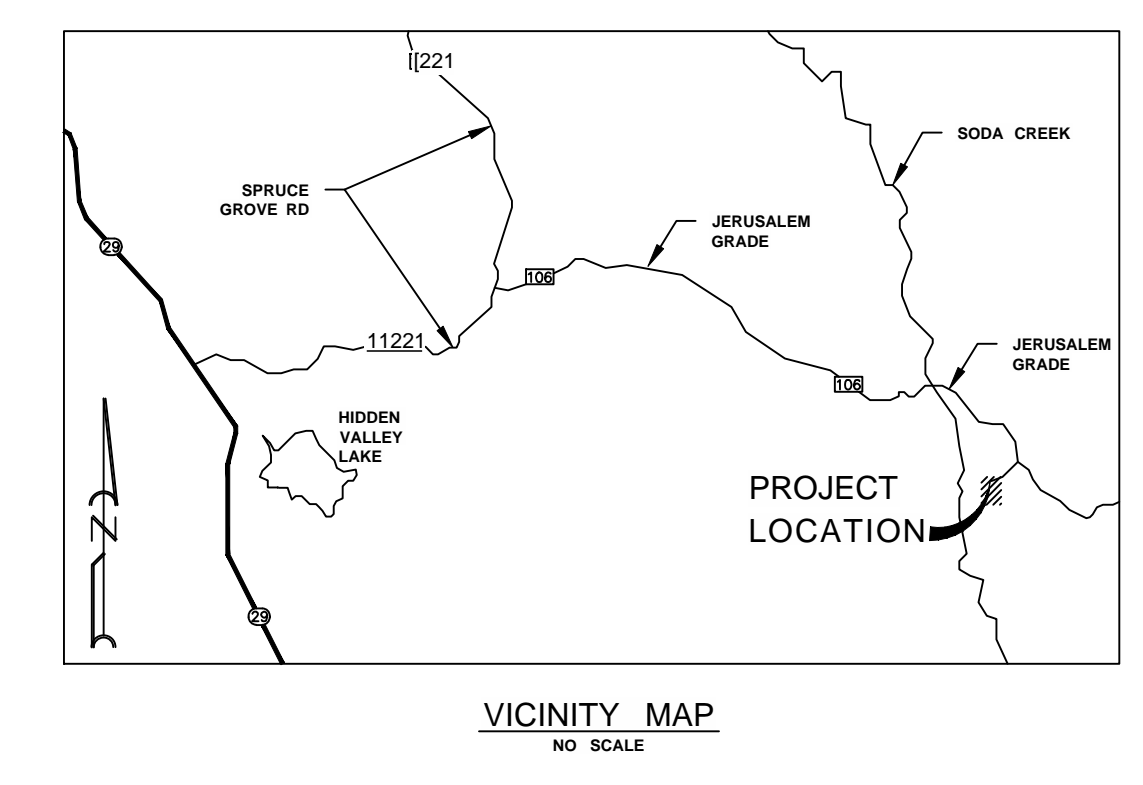 [[221
SODA CREEK
SPRUCE
GROVE RD
JERUSALEM
GRADE
29
106
11221
JERUSALEM
GRADE
106
HIDDEN
VALLEY
LAKE
PROJECT
LOCATION
N
29
VICINITY MAP
NO SCALE